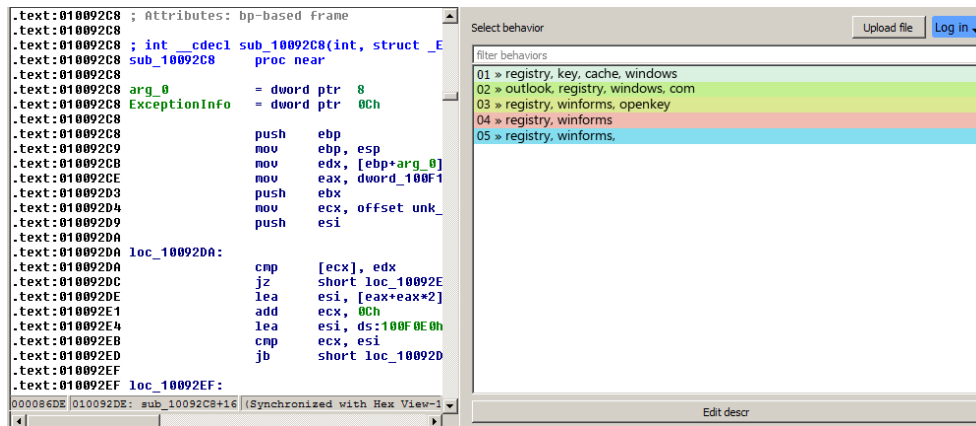 .text:010092C8 ; Attributes: bp-based frame
.text:010092C8
.text:010092C8 ; int __cdecl sub_10092C8(int, struct _E
.text:010092C8 sub_10092C8 proc near
.text:010092C8
.text:010092C8 arg_0 = dword ptr 8
.text:010092C8 ExceptionInfo = dword ptr 0Ch
.text:010092C8
.text:010092C8 push ebp
.text:010092C9 mov ebp, esp
.text:010092CB mov edx, [ebp+arg_0]
.text:010092CE mov eax, dword_100F1
.text:010092D3 push ebx
.text:010092D4 mov ecx, offset unk_
.text:010092D9 push esi
.text:010092DA
.text:010092DA loc_10092DA:
.text:010092DA cmp [ecx], edx
.text:010092DC jz short loc_10092E
.text:010092DE lea esi, [eax+eax*2]
.text:010092E1 add ecx, 0Ch
.text:010092E4 lea esi, ds:100F0E0h
.text:010092EB cmp ecx, esi
.text:010092ED jb short loc_10092D
.text:010092EF
.text:010092EF loc_10092EF:
000086DE 010092DE: sub_10092C8+16 (Synchronized with Hex View-1
Select behavior Upload file Log in
filter behaviors
01 » registry, key, cache, windows
02 » outlook, registry, windows, com
03 » registry, winforms, openkey
04 » registry, winforms
05 » registry, winforms,
Edit descr